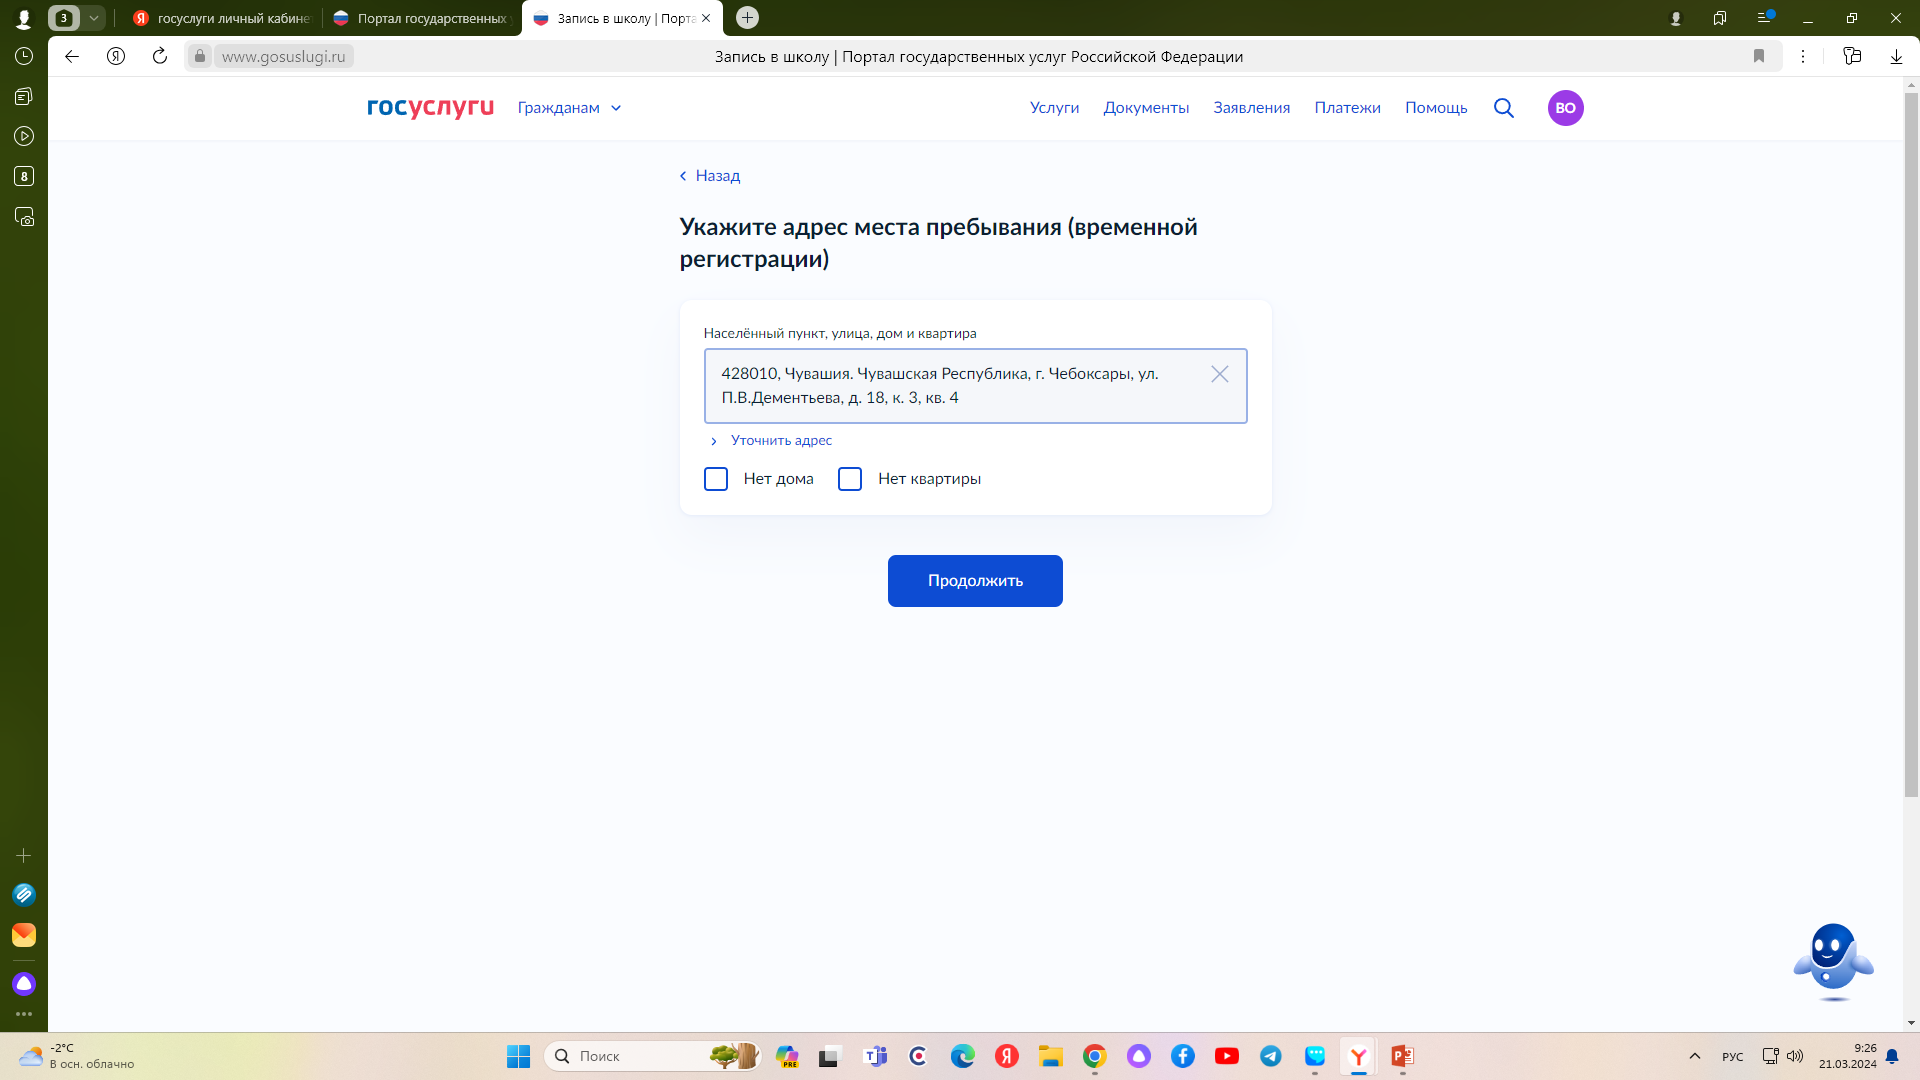 3
госуслуги личный кабине
Портал государственных
Запись в школу | Порта
www.gosuslugi.ru
Запись в школу | Портал государственных услуг Российской Федерации
8
госуслуги
Гражданам
Услуги
Документы
Заявления
Платежи
Помощь
ВО
Назад
Укажите адрес места пребывания (временной
регистрации)
Населённый пункт, улица, дом и квартира
428010, Чувашия. Чувашская Республика, г. Чебоксары, ул.
П.В.Дементьева, д. 18, к. 3, кв. 4
Уточнить адрес
Нет дома
Нет квартиры
Продолжить
-2°C
В осн. облачно
Поиск
PRE
РУС
9:26
21.03.2024